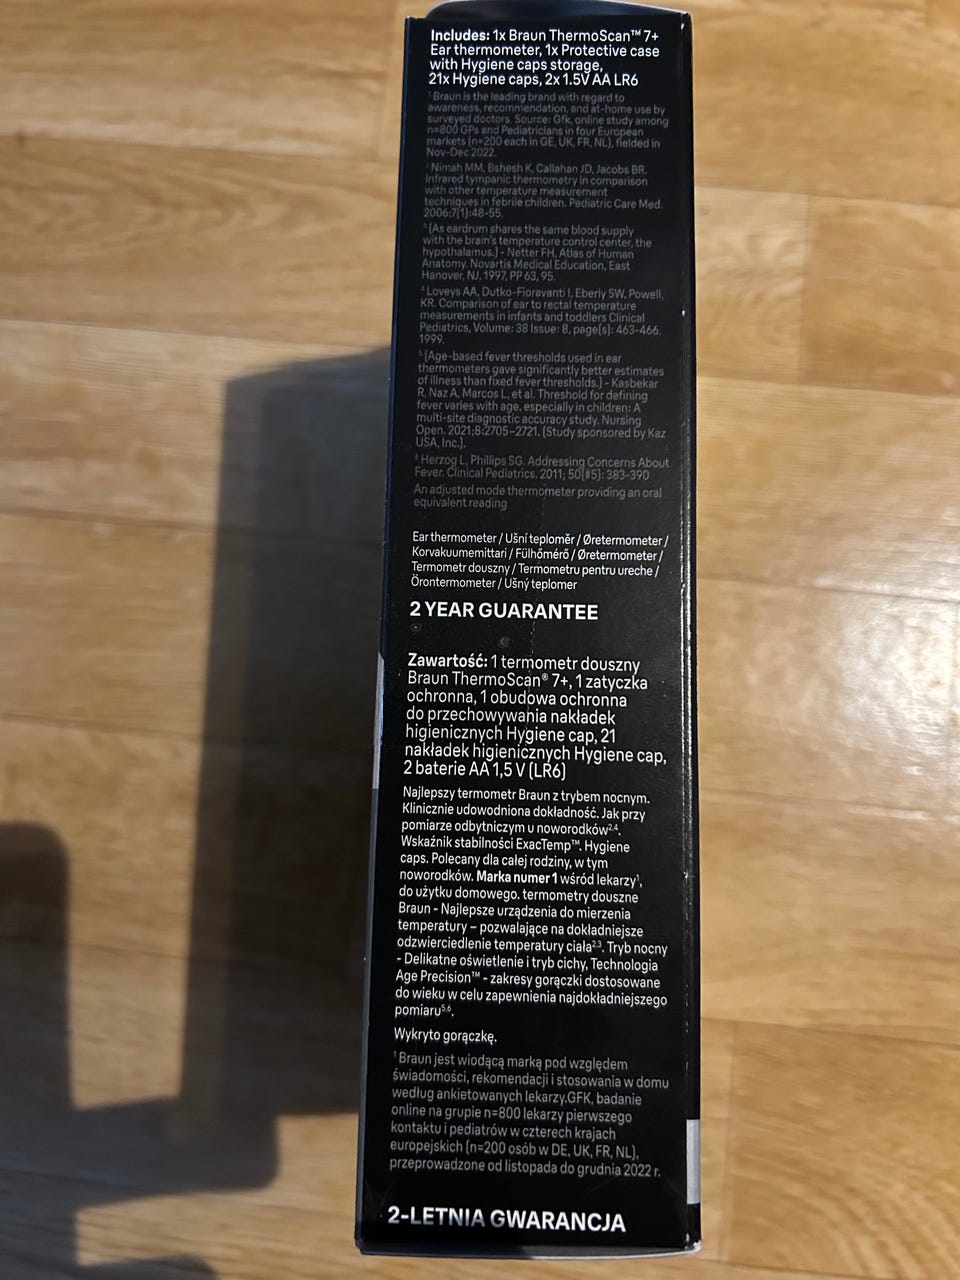 Includes: 1x Braun ThermoScan™ 7+
Ear thermometer, 1x Protective case
with Hygiene caps storage,
21x Hygiene caps, 2x 1.5V AA LR6
¹ Braun is the leading brand with regard to
awareness, recommendation, and at-home use by
surveyed doctors. Source: Gfk, online study among
n=800 GPs and Pediatricians in four European
markets (n=200 each in GE, UK, FR, NL), fielded in
Nov-Dec 2022.
² Nimah MM, Bshesh K, Callahan JD, Jacobs BR.
Infrared tympanic thermometry in comparison
with other temperature measurement
techniques in febrile children. Pediatric Care Med.
2006;7(1):48-55.
³ (As eardrum shares the same blood supply
with the brain's temperature control center, the
hypothalamus.) - Netter FH, Atlas of Human
Anatomy. Novartis Medical Education, East
Hanover, NJ, 1997, PP 63, 95.
⁴ Loveys AA, Dutko-Fioravanti I, Eberly SW, Powell,
KR. Comparison of ear to rectal temperature
measurements in infants and toddlers Clinical
Pediatrics, Volume: 38 Issue: 8, page(s): 463-466.
1999.
⁵ (Age-based fever thresholds used in ear
thermometers gave significantly better estimates
of illness than fixed fever thresholds.) - Kasbekar
R, Naz A, Marcos L, et al. Threshold for defining
fever varies with age, especially in children: A
multi-site diagnostic accuracy study. Nursing
Open. 2021;8:2705–2721. (Study sponsored by Kaz
USA, Inc.).
⁶ Herzog L, Phillips SG. Addressing Concerns About
Fever. Clinical Pediatrics. 2011; 50(#5): 383-390
An adjusted mode thermometer providing an oral
equivalent reading
Ear thermometer / Ušní teploměr / Øretermometer /
Korvakuumemittari / Fülhőmérő / Øretermometer /
Termometr douszny / Termometru pentru ureche /
Örontermometer / Ušný teplomer
2 YEAR GUARANTEE
Zawartość: 1 termometr douszny
Braun ThermoScan® 7+, 1 zatyczka
ochronna, 1 obudowa ochronna
do przechowywania nakładek
higienicznych Hygiene cap, 21
nakładek higienicznych Hygiene cap,
2 baterie AA 1,5 V (LR6)
Najlepszy termometr Braun z trybem nocnym.
Klinicznie udowodniona dokładność. Jak przy
pomiarze odbytniczym u noworodków²,⁴.
Wskaźnik stabilności ExacTemp™. Hygiene
caps. Polecany dla całej rodziny, w tym
noworodków. Marka numer 1 wśród lekarzy¹,
do użytku domowego. termometry douszne
Braun - Najlepsze urządzenia do mierzenia
temperatury – pozwalające na dokładniejsze
odzwierciedlenie temperatury ciała²,³. Tryb nocny
- Delikatne oświetlenie i tryb cichy, Technologia
Age Precision™ - zakresy gorączki dostosowane
do wieku w celu zapewnienia najdokładniejszego
pomiaru⁵,⁶.
Wykryto gorączkę.
¹ Braun jest wiodącą marką pod względem
świadomości, rekomendacji i stosowania w domu
według ankietowanych lekarzy.GFK, badanie
online na grupie n=800 lekarzy pierwszego
kontaktu i pediatrów w czterech krajach
europejskich (n=200 osób w DE, UK, FR, NL),
przeprowadzone od listopada do grudnia 2022 r.
2-LETNIA GWARANCJA